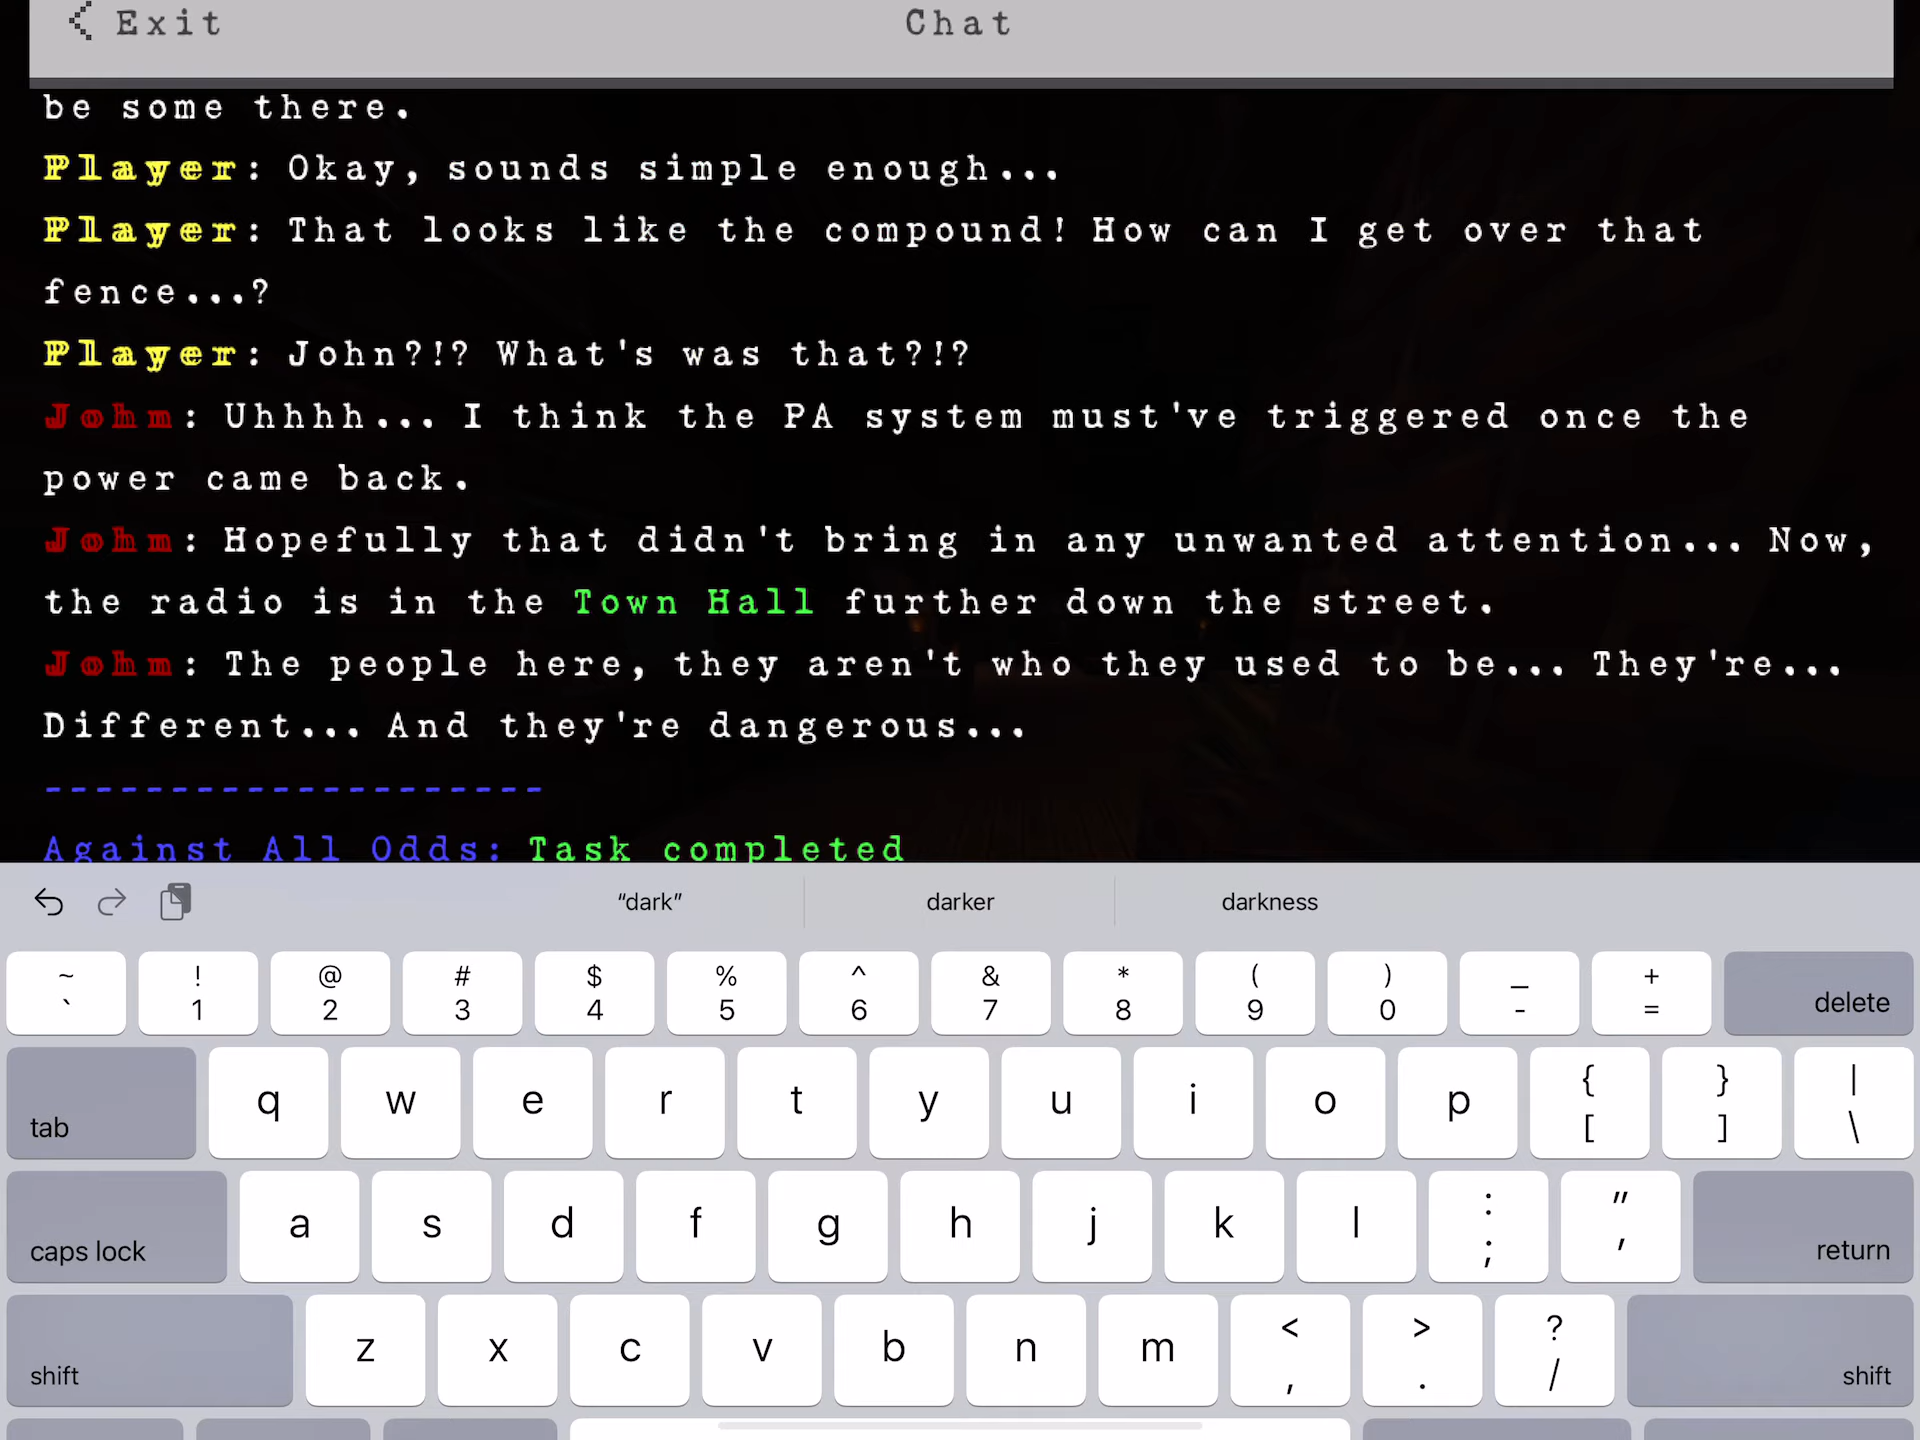 Exit
Chat
be some there.
Player: Okay, sounds simple enough...
Player: That looks like the compound! How can I get over that
fence...?
Player: John?!? What's was that?!?
John: Uhhhh... I think the PA system must've triggered once the
power came back.
John: Hopefully that didn't bring in any unwanted attention... Now,
the radio is in the Town Hall further down the street.
John: The people here, they aren't who they used to be... They're...
Different... And they're dangerous...
--------------------
Against All Odds: Task completed
“dark” darker darkness
~ ! @ # $ % ^ & * ( ) _ +
` 1 2 3 4 5 6 7 8 9 0 - = delete
tab q w e r t y u i o p { [ } ] | \
caps lock a s d f g h j k l : ; " ' return
shift z x c v b n m < , > . ? / shift